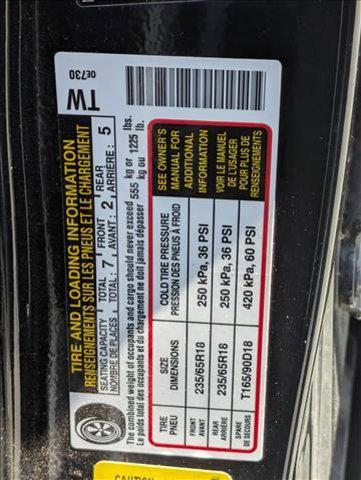 TIRE AND LOADING INFORMATION
RENSEIGNEMENTS SUR LES PNEUS ET LE CHARGEMENT
SEATING CAPACITY TOTAL : 7 FRONT : 2 REAR : 5
NOMBRE DE PLACES TOTAL : 7 AVANT : 2 ARRIÈRE : 5
TW
0E730
The combined weight of occupants and cargo should never exceed 555 kg or 1225 lbs.
Le poids total des occupants et du chargement ne doit jamais dépasser 555 kg ou 1225 lb.
TIRE
PNEU
SIZE
DIMENSIONS
COLD TIRE PRESSURE
PRESSION DES PNEUS À FROID
FRONT
AVANT
235/65R18
250 kPa, 36 PSI
REAR
ARRIÈRE
235/65R18
250 kPa, 36 PSI
SPARE
DE SECOURS
T165/90D18
420 kPa, 60 PSI
SEE OWNER'S
MANUAL FOR
ADDITIONAL
INFORMATION
VOIR LE MANUEL
DE L'USAGER
POUR PLUS DE
RENSEIGNEMENTS
CAUTION